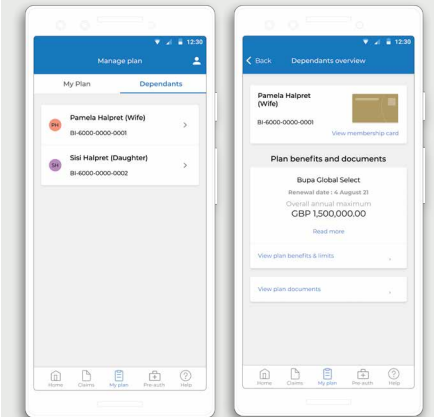 12:30
Manage plan
My Plan
Dependants
PH
Pamela Halpret (Wife)
BI-6000-0000-0001
SH
Sisi Halpret (Daughter)
BI-6000-0000-0002
Home
Claims
My plan
Pre-auth
Help
12:30
Back
Dependants overview
Pamela Halpret
(Wife)
BI-6000-0000-0001
View membership card
Plan benefits and documents
Bupa Global Select
Renewal date : 4 August 21
Overall annual maximum
GBP 1,500,000.00
Read more
View plan benefits & limits
View plan documents
Home
Claims
My plan
Pre-auth
Help